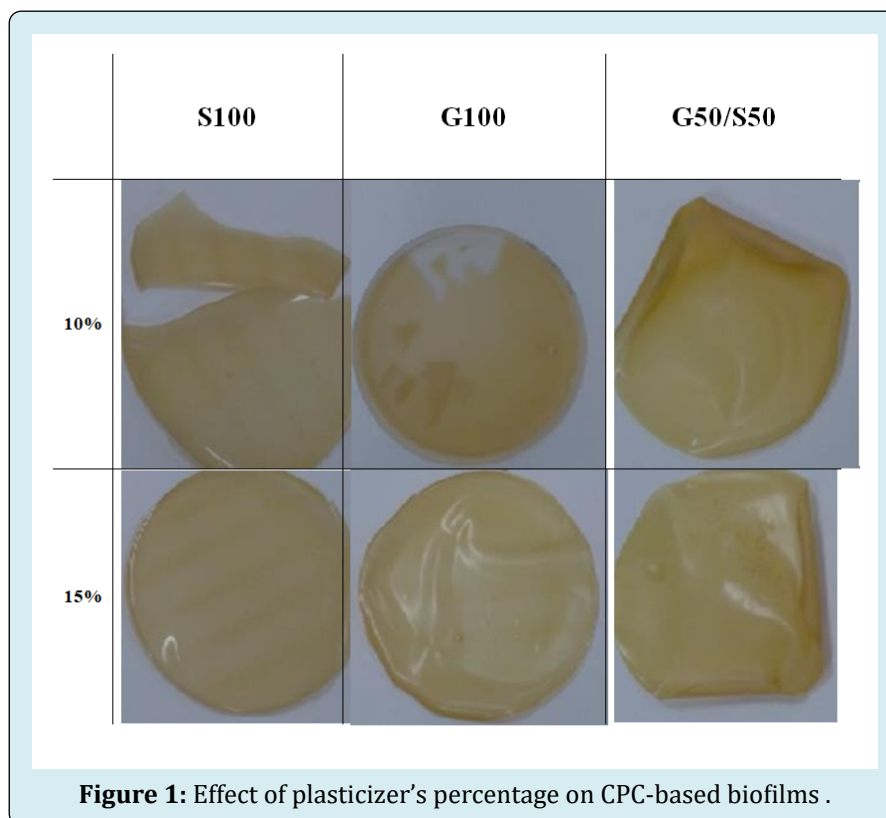 S100 G100 G50/S50
10%
15%
Figure 1: Effect of plasticizer's percentage on CPC-based biofilms .